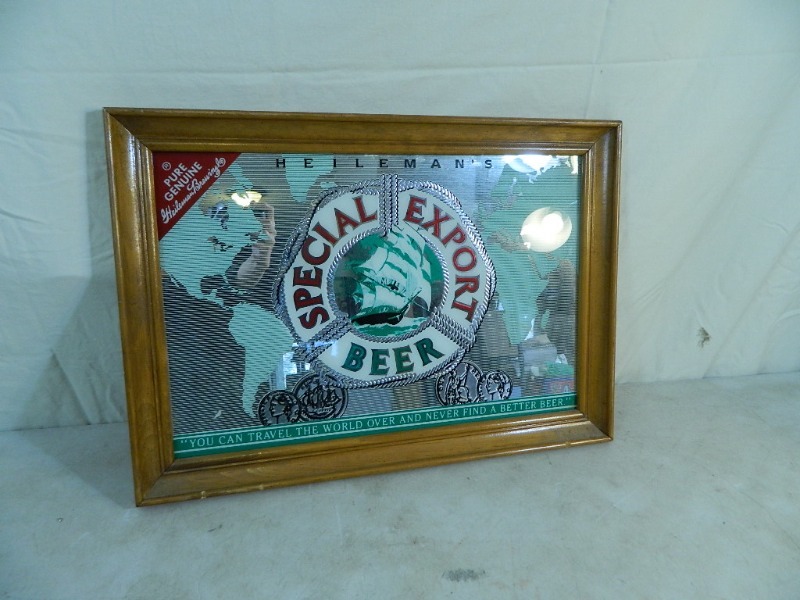 ® PURE
GENUINE
Heileman Brewing®
HEILEMAN'S
SPECIAL EXPORT
BEER
"YOU CAN TRAVEL THE WORLD OVER AND NEVER FIND A BETTER BEER."